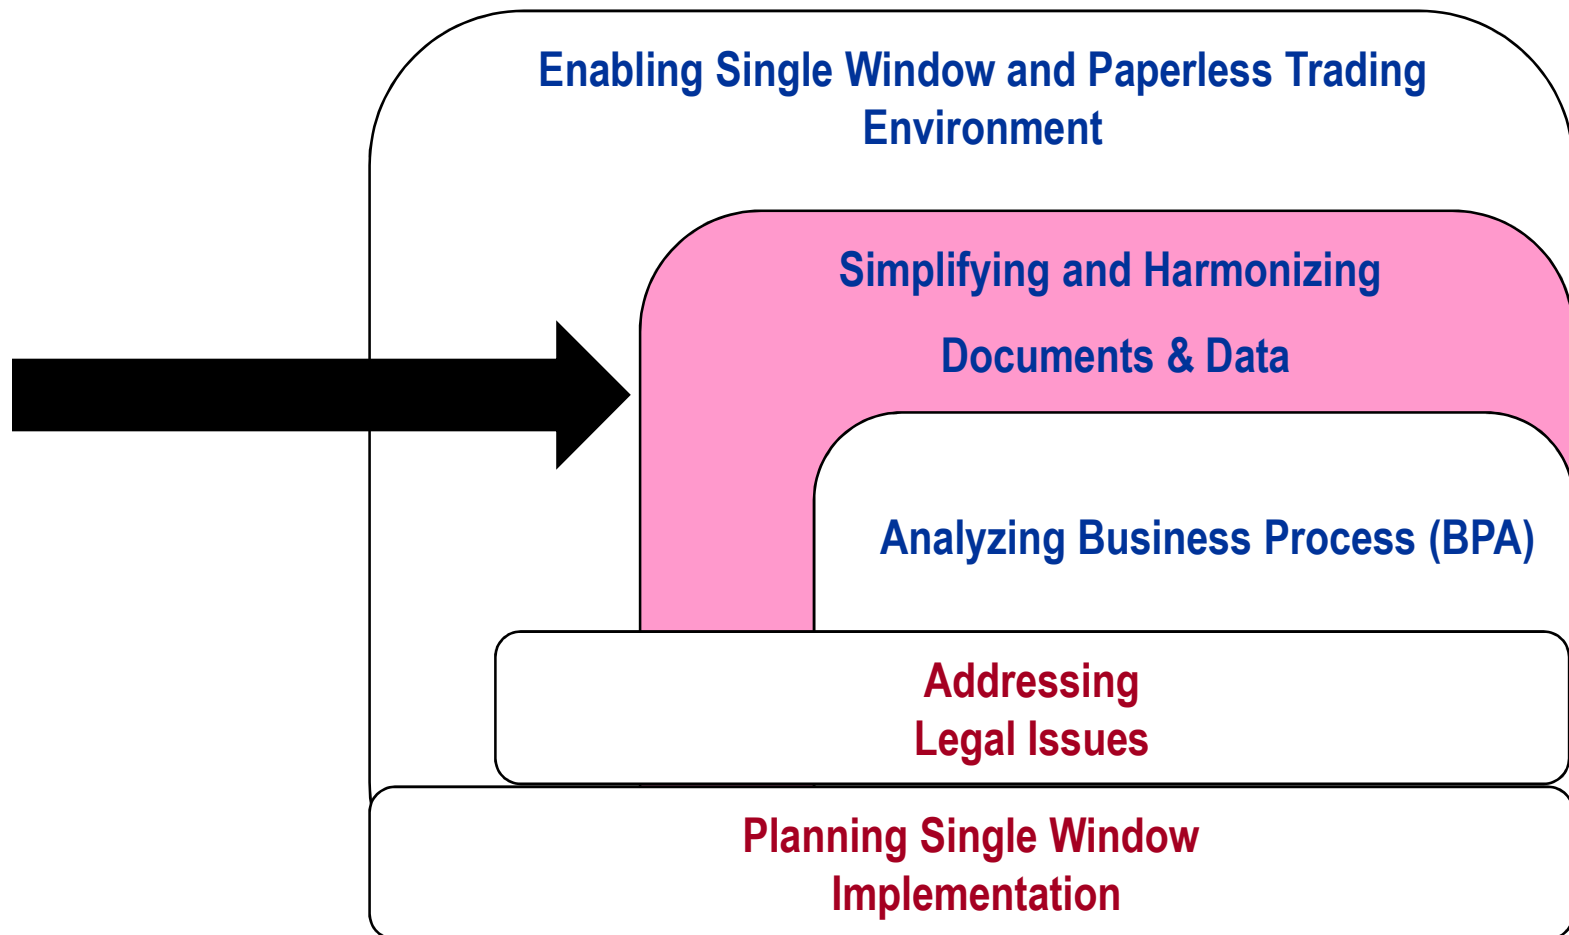 Enabling Single Window and Paperless Trading
Environment
Simplifying and Harmonizing
Documents & Data
Analyzing Business Process (BPA)
Addressing
Legal Issues
Planning Single Window
Implementation